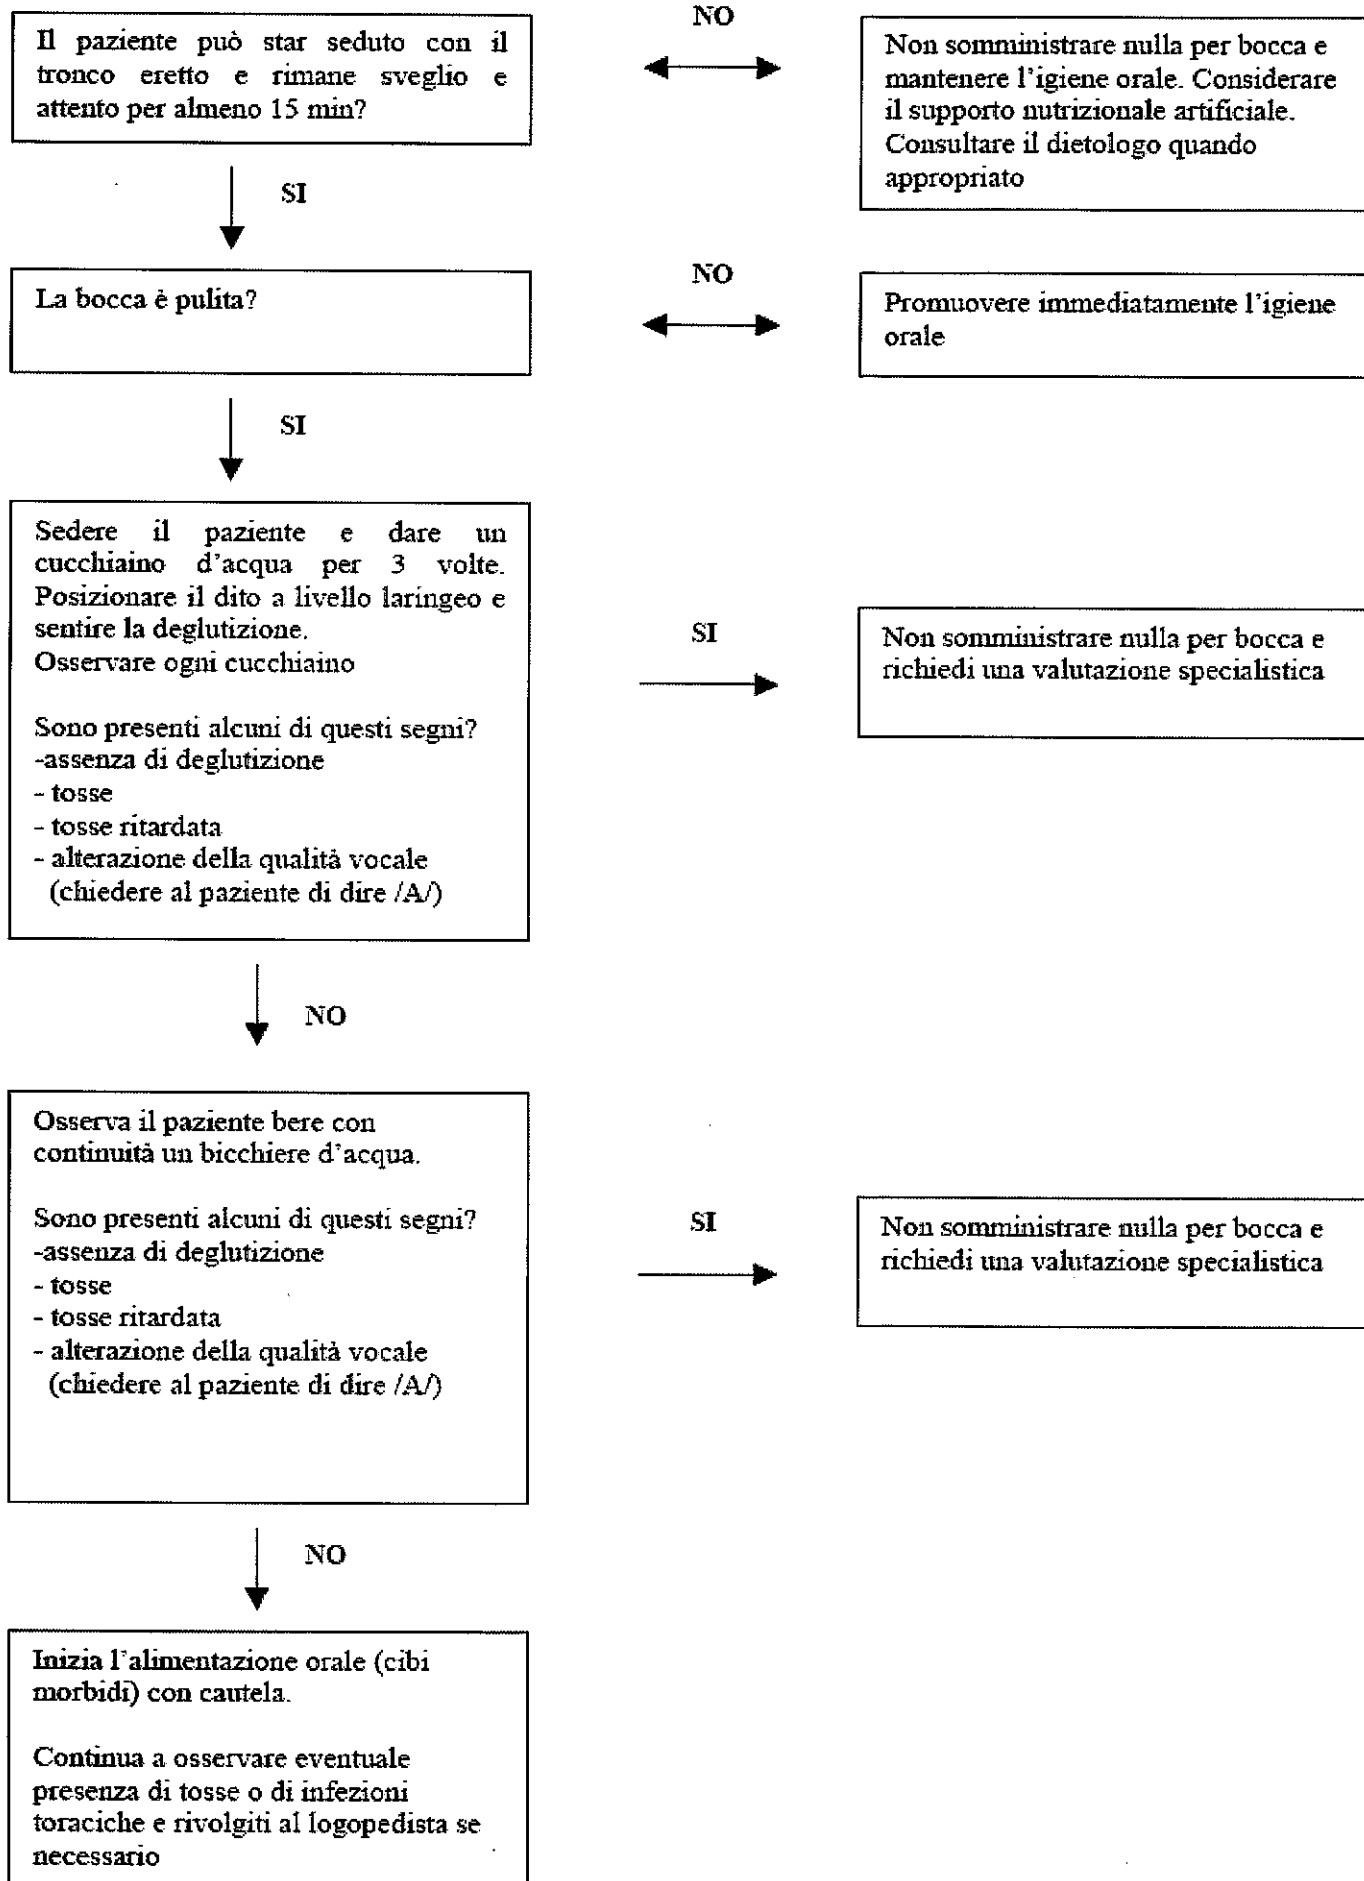 Il paziente può star seduto con il
tronco eretto e rimane sveglio e
attento per almeno 15 min?
NO
Non somministrare nulla per bocca e
mantenere l'igiene orale. Considerare
il supporto nutrizionale artificiale.
Consultare il dietologo quando
appropriato
SI
La bocca è pulita?
NO
Promuovere immediatamente l'igiene
orale
SI
Sedere il paziente e dare un
cucchiaino d'acqua per 3 volte.
Posizionare il dito a livello laringeo e
sentire la deglutizione.
Osservare ogni cucchiaino
Sono presenti alcuni di questi segni?
-assenza di deglutizione
- tosse
- tosse ritardata
- alterazione della qualità vocale
(chiedere al paziente di dire /A/)
SI
Non somministrare nulla per bocca e
richiedi una valutazione specialistica
NO
Osserva il paziente bere con
continuità un bicchiere d'acqua.
Sono presenti alcuni di questi segni?
-assenza di deglutizione
- tosse
- tosse ritardata
- alterazione della qualità vocale
(chiedere al paziente di dire /A/)
SI
Non somministrare nulla per bocca e
richiedi una valutazione specialistica
NO
Inizia l'alimentazione orale (cibi
morbidi) con cautela.
Continua a osservare eventuale
presenza di tosse o di infezioni
toraciche e rivolgiti al logopedista se
necessario